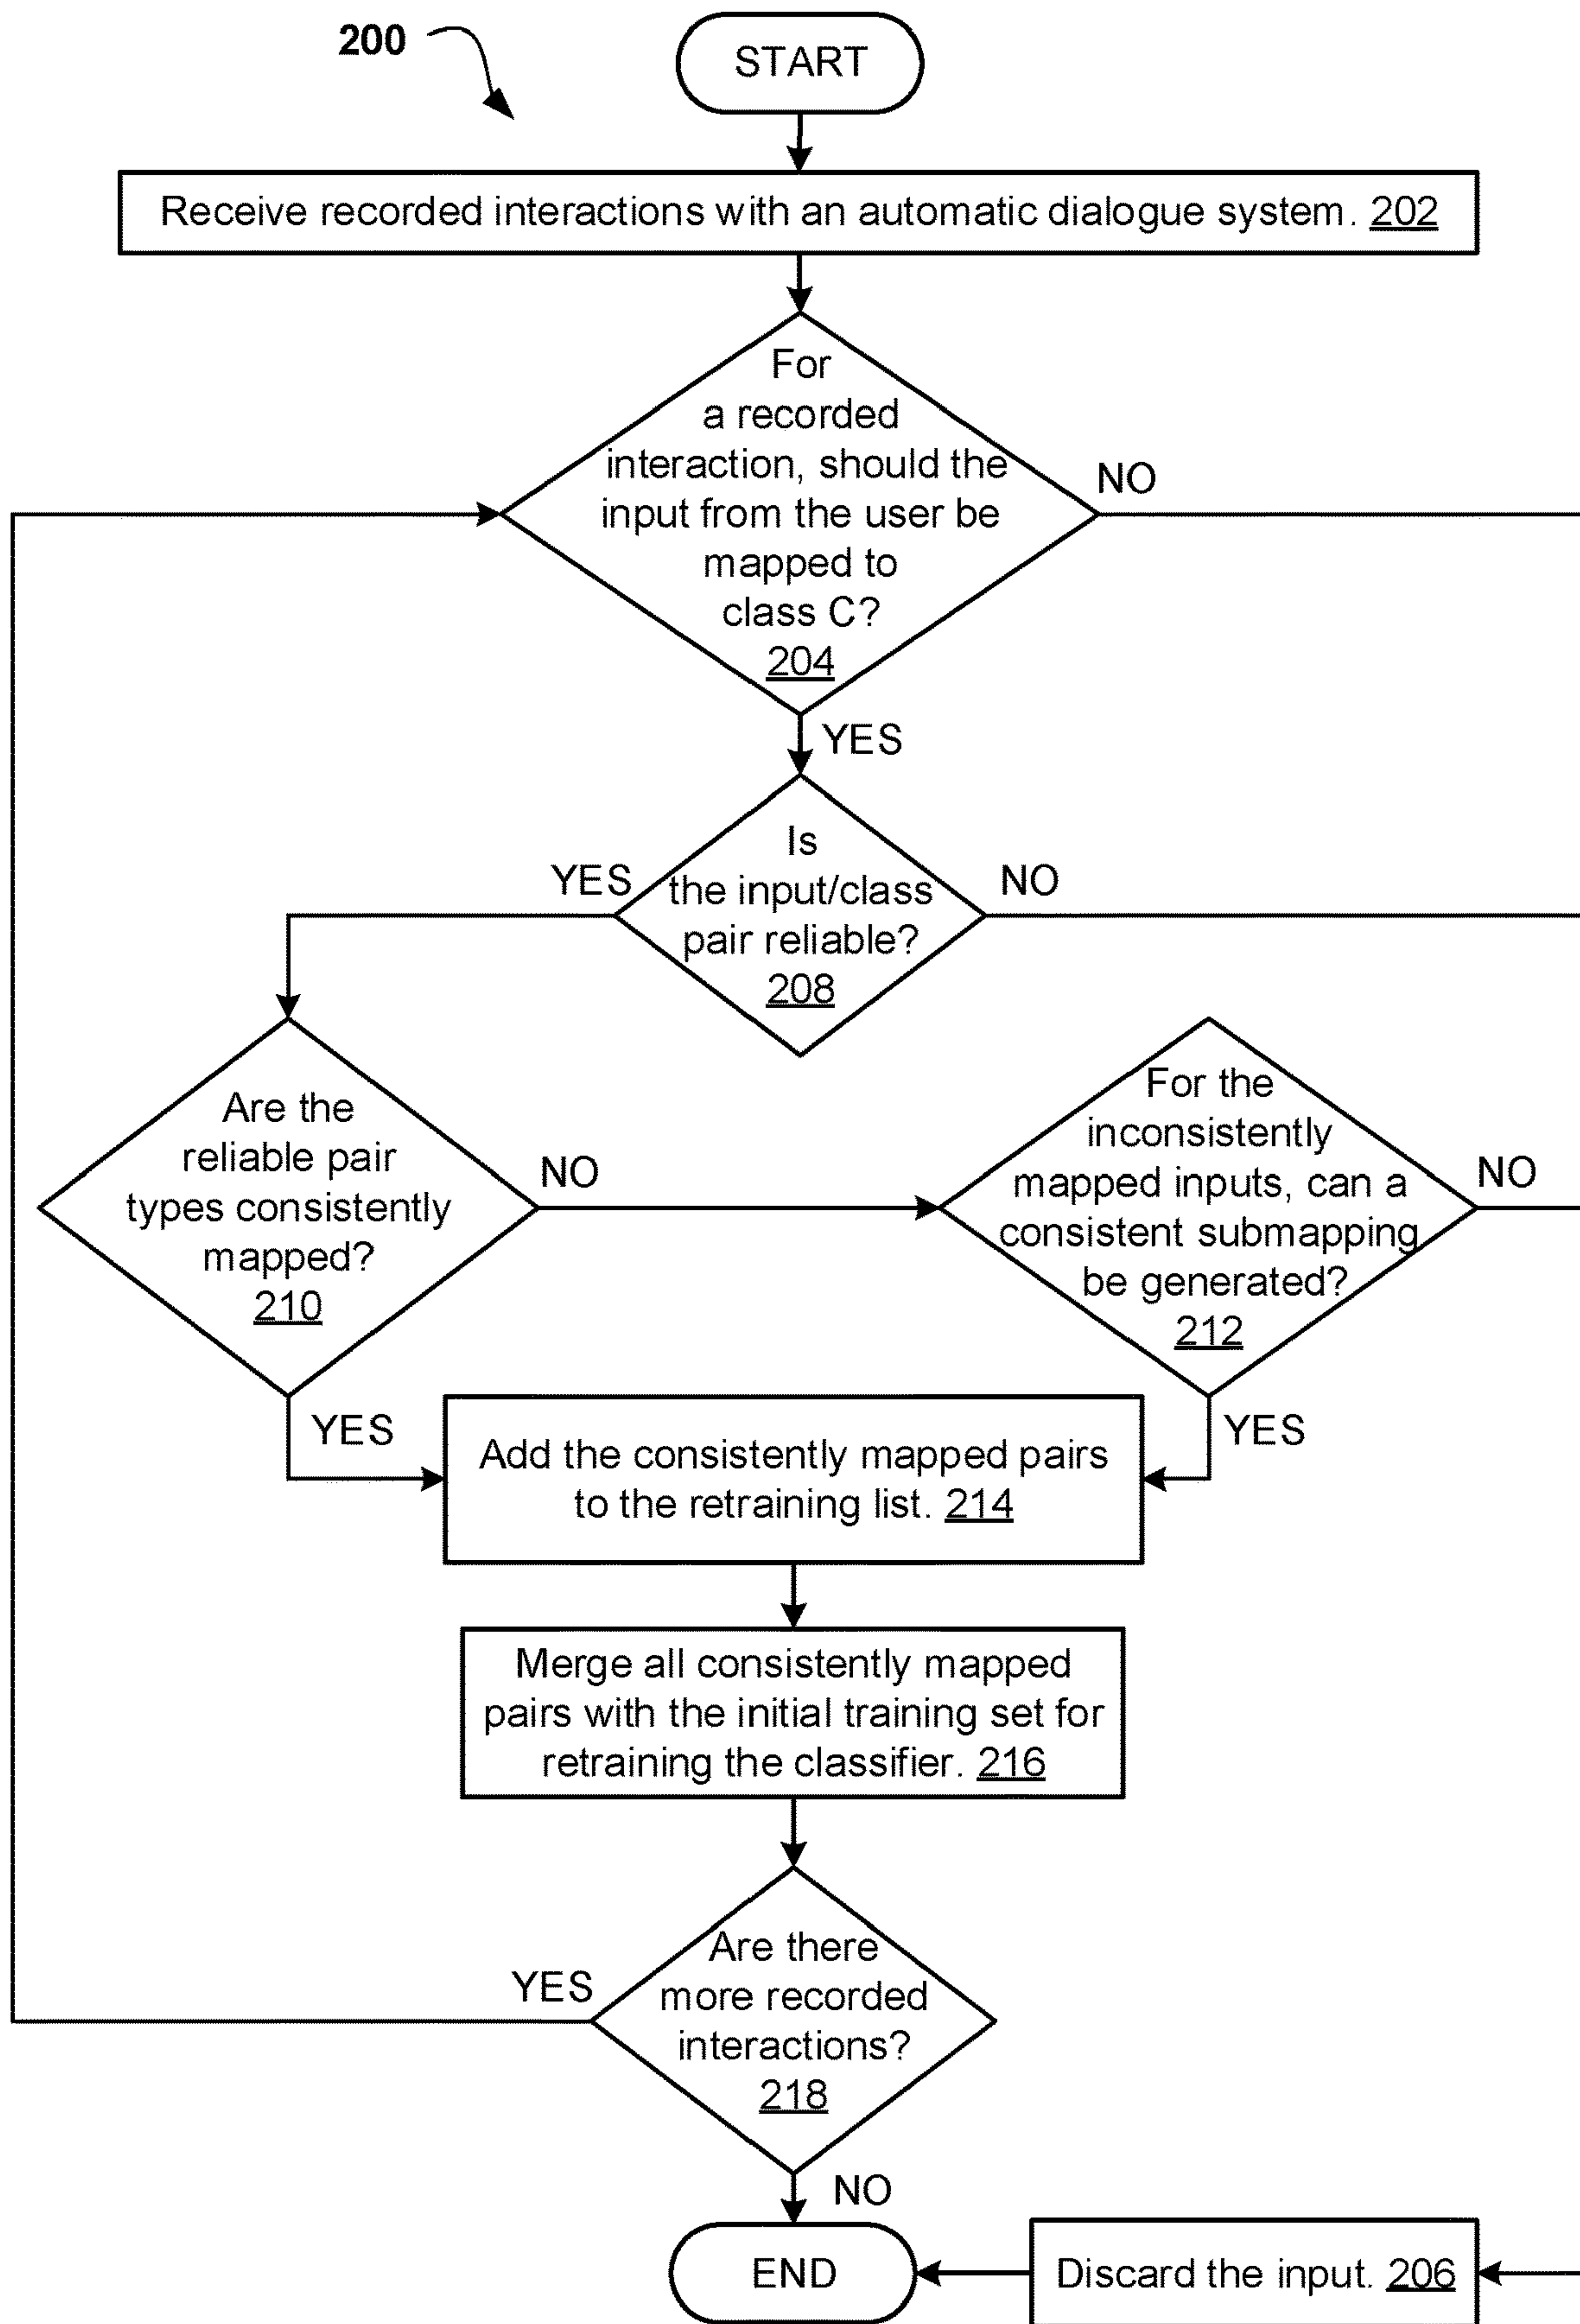 200
START
Receive recorded interactions with an automatic dialogue system. 202
For
a recorded
interaction, should the
input from the user be
mapped to
class C?
204
NO
YES
Is
the input/class
pair reliable?
208
YES
NO
Are the
reliable pair
types consistently
mapped?
210
NO
For the
inconsistently
mapped inputs, can a
consistent submapping
be generated?
212
NO
YES
YES
Add the consistently mapped pairs
to the retraining list. 214
Merge all consistently mapped
pairs with the initial training set for
retraining the classifier. 216
Are there
more recorded
interactions?
218
YES
NO
END
Discard the input. 206